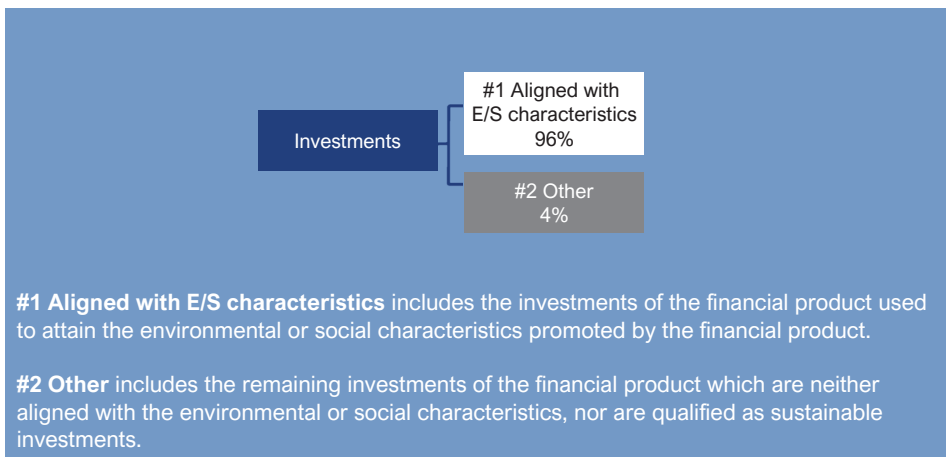 #1 Aligned with
E/S characteristics
96%
Investments
#2 Other
4%
#1 Aligned with E/S characteristics includes the investments of the financial product used
to attain the environmental or social characteristics promoted by the financial product.
#2 Other includes the remaining investments of the financial product which are neither
aligned with the environmental or social characteristics, nor are qualified as sustainable
investments.